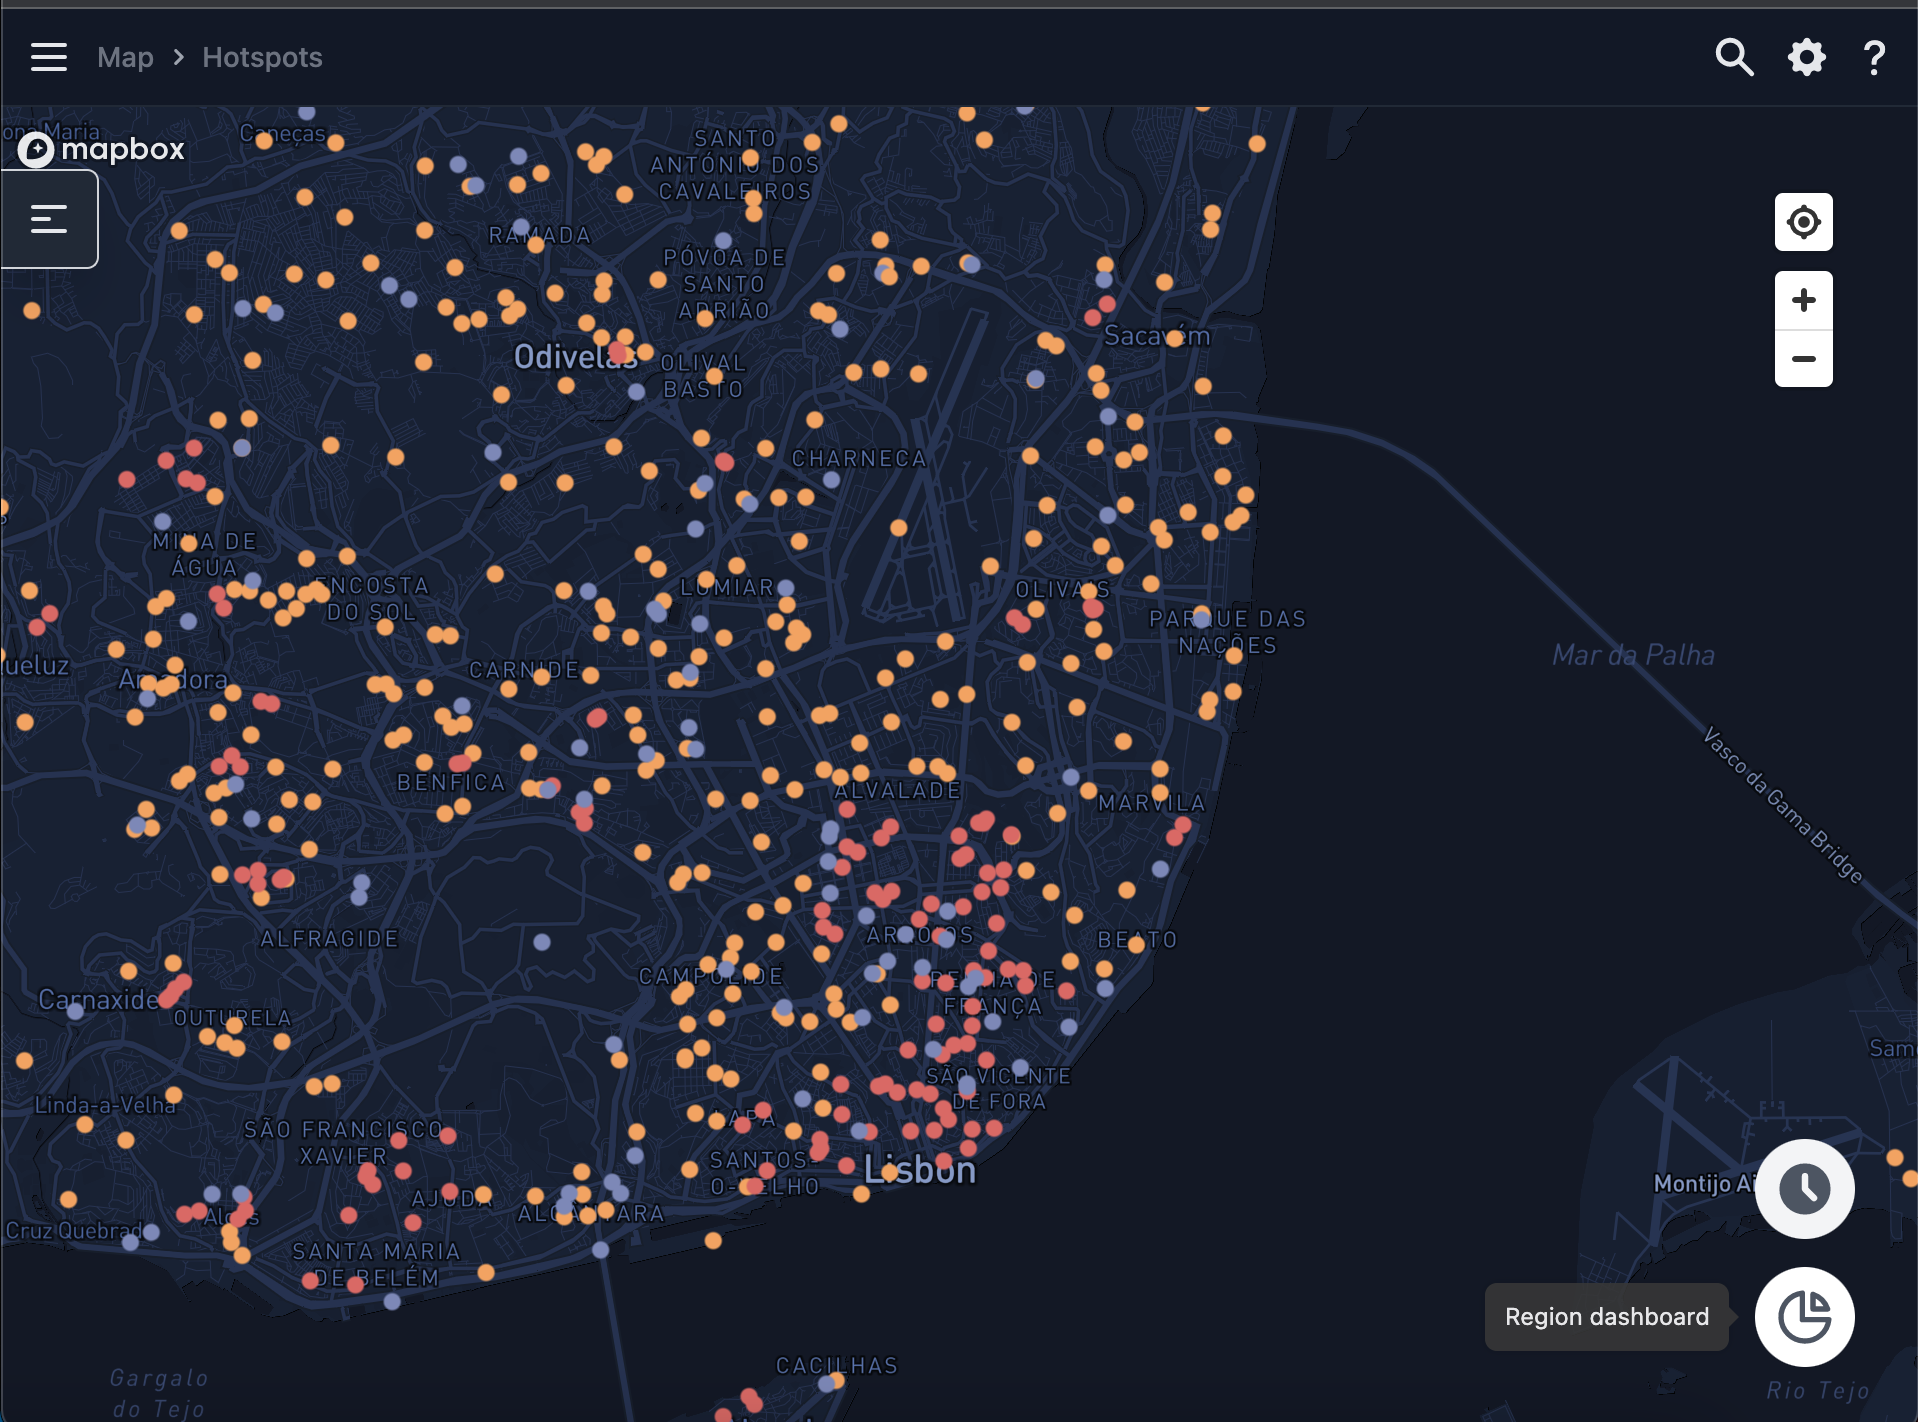 Map > Hotspots
?
Caneças
mapbox
SANTO
ANTÓNIO DOS
CAVALEIROS
RAMADA
PÓVOA DE
SANTO
ADRIÃO
Sacavém
Odivelas
OLIVAL
BASTO
CHARNECA
MINA DE
ÁGUA
ENCOSTA
DO SOL
LUMIAR
OLIVAIS
PARQUE DAS
NAÇÕES
Mar da Palha
ueluz
Amadora
CARNIDE
BENFICA
ALVALADE
MARVILA
Vasco da Gama Bridge
ALFRAGIDE
ARROIOS
BEATO
CAMPOLIDE
PENHA DE
FRANÇA
Carnaxide
OUTURELA
Sam
SÃO VICENTE
DE FORA
Linda-a-Velha
LAPA
SÃO FRANCISCO
XAVIER
SANTOS-
O-VELHO
Lisbon
Montijo Ai
AJUDA
ALCÂNTARA
Algés
Cruz Quebrad
SANTA MARIA
DE BELÉM
Region dashboard
CACILHAS
Gargalo
do Tejo
Rio Tejo